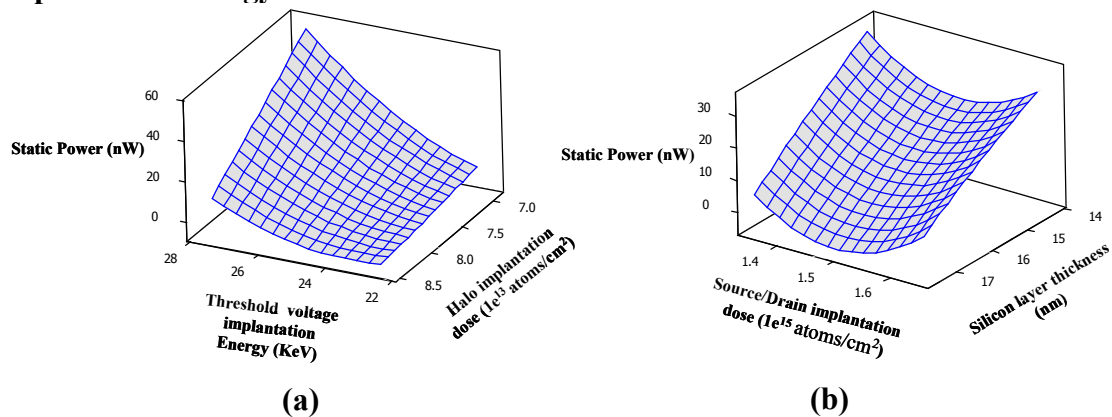 60
40
Static Power (nW)
20
0
28
26
24
22
7.0
7.5
8.0
8.5
Threshold voltage
implantation
Energy (KeV)
Halo implantation
dose (1e¹³ atoms/cm²)
(a)
30
20
Static Power (nW)
10
0
1.4
1.5
1.6
14
15
16
17
Source/Drain implantation
dose (1e¹⁵ atoms/cm²)
Silicon layer thickness
(nm)
(b)